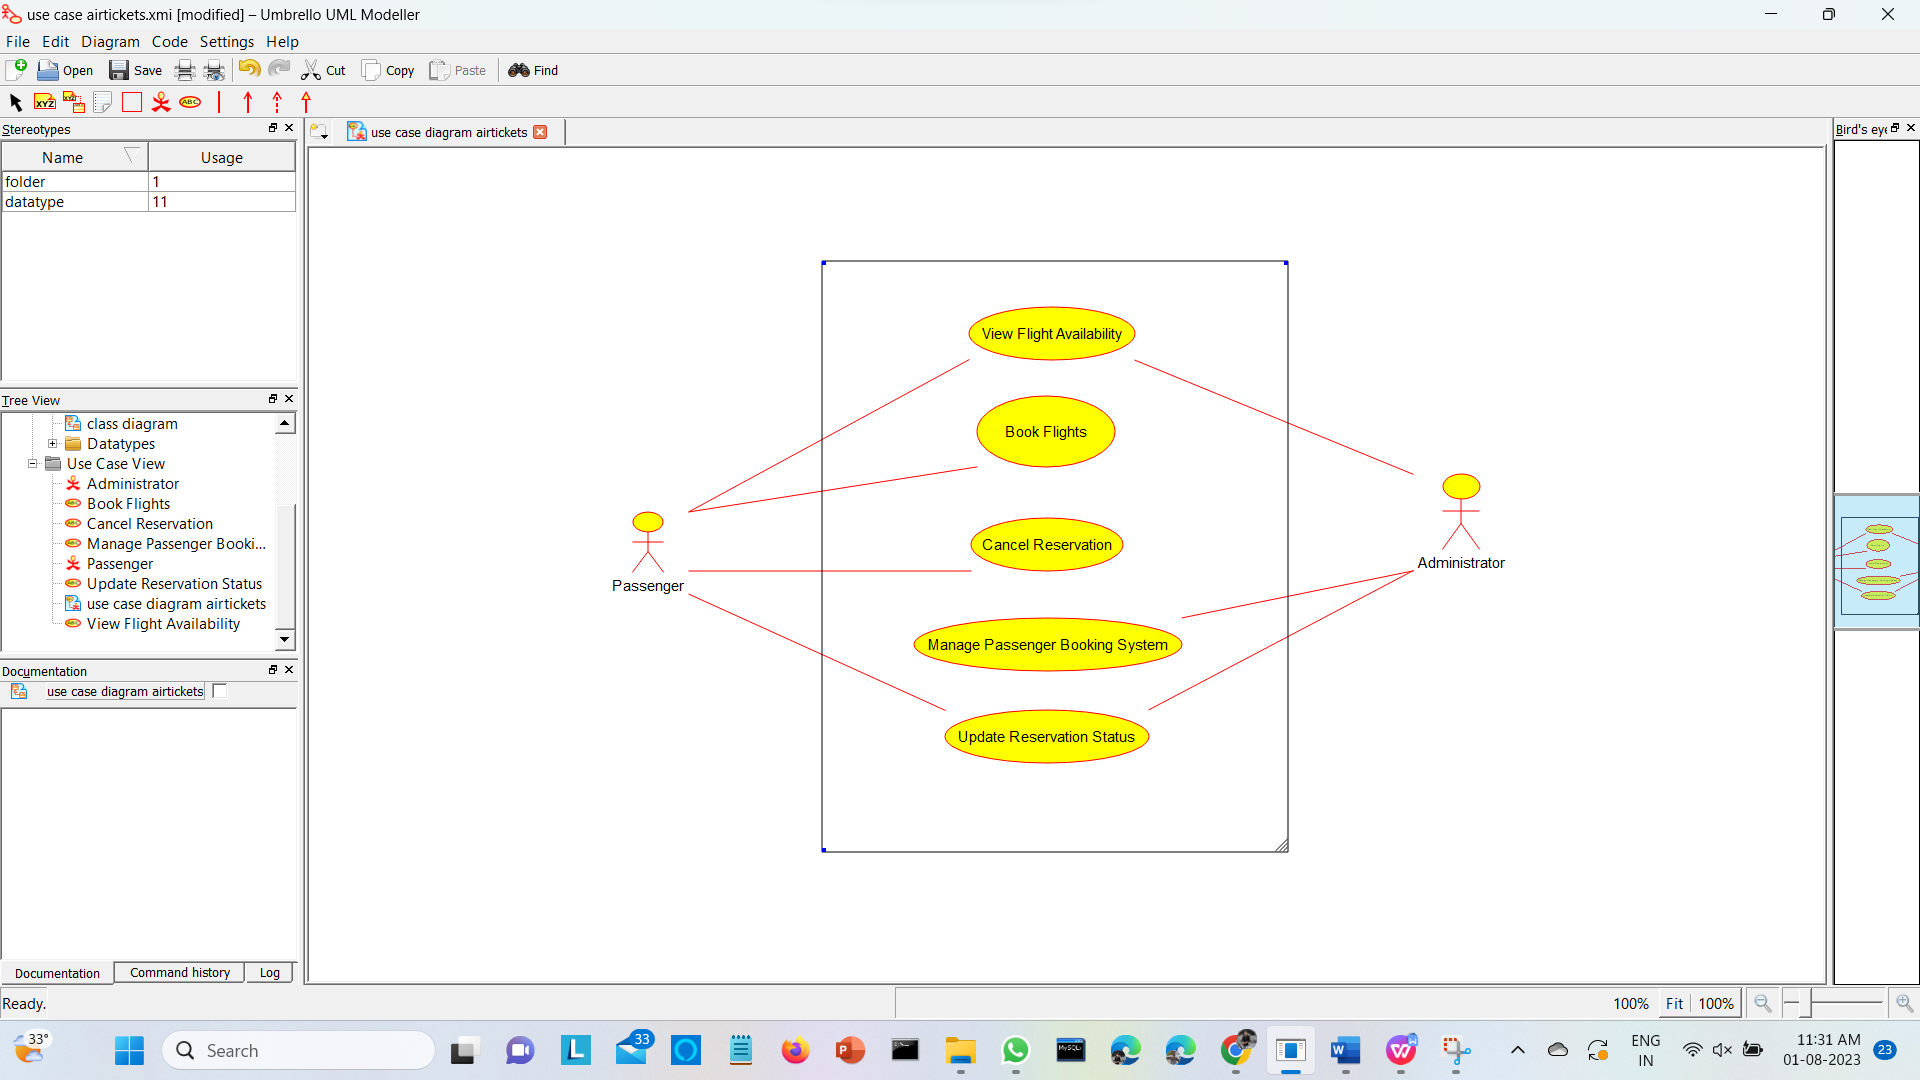 use case airtickets.xmi [modified] – Umbrello UML Modeller
File Edit Diagram Code Settings Help
Open Save Cut Copy Paste Find
XYZ XYZ ABC
Stereotypes
Name Usage
folder 1
datatype 11
Tree View
class diagram
Datatypes
Use Case View
Administrator
Book Flights
Cancel Reservation
Manage Passenger Booki...
Passenger
Update Reservation Status
use case diagram airtickets
View Flight Availability
Documentation
use case diagram airtickets
Documentation Command history Log
Ready.
use case diagram airtickets
View Flight Availability
Book Flights
Cancel Reservation
Manage Passenger Booking System
Update Reservation Status
Passenger
Administrator
Bird's eye
100% Fit 100%
33°
Search
33
L
P
MySQL
W
W
ENG
IN
11:31 AM
01-08-2023
23